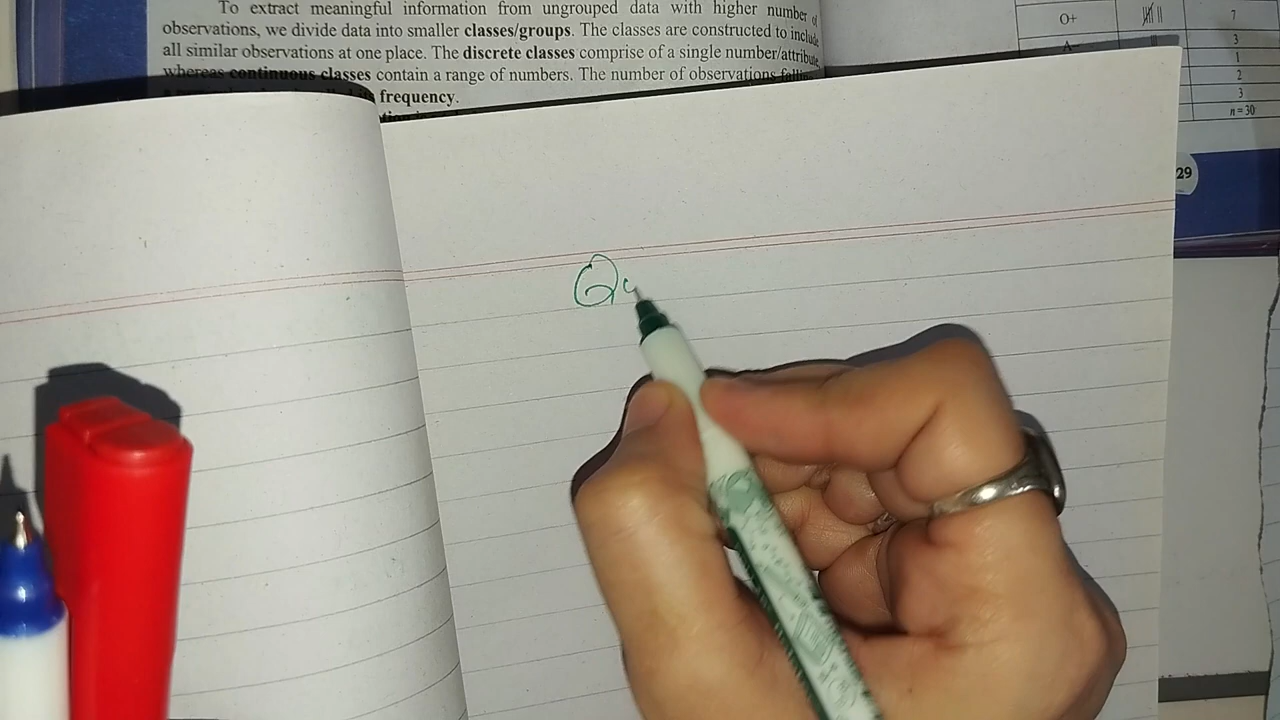 To extract meaningful information from ungrouped data with higher number of
observations, we divide data into smaller classes/groups. The classes are constructed to include
all similar observations at one place. The discrete classes comprise of a single number/attribute,
whereas continuous classes contain a range of numbers. The number of observations
frequency.
O+ 7
A- 3
1
2
3
n = 30
29
Qu